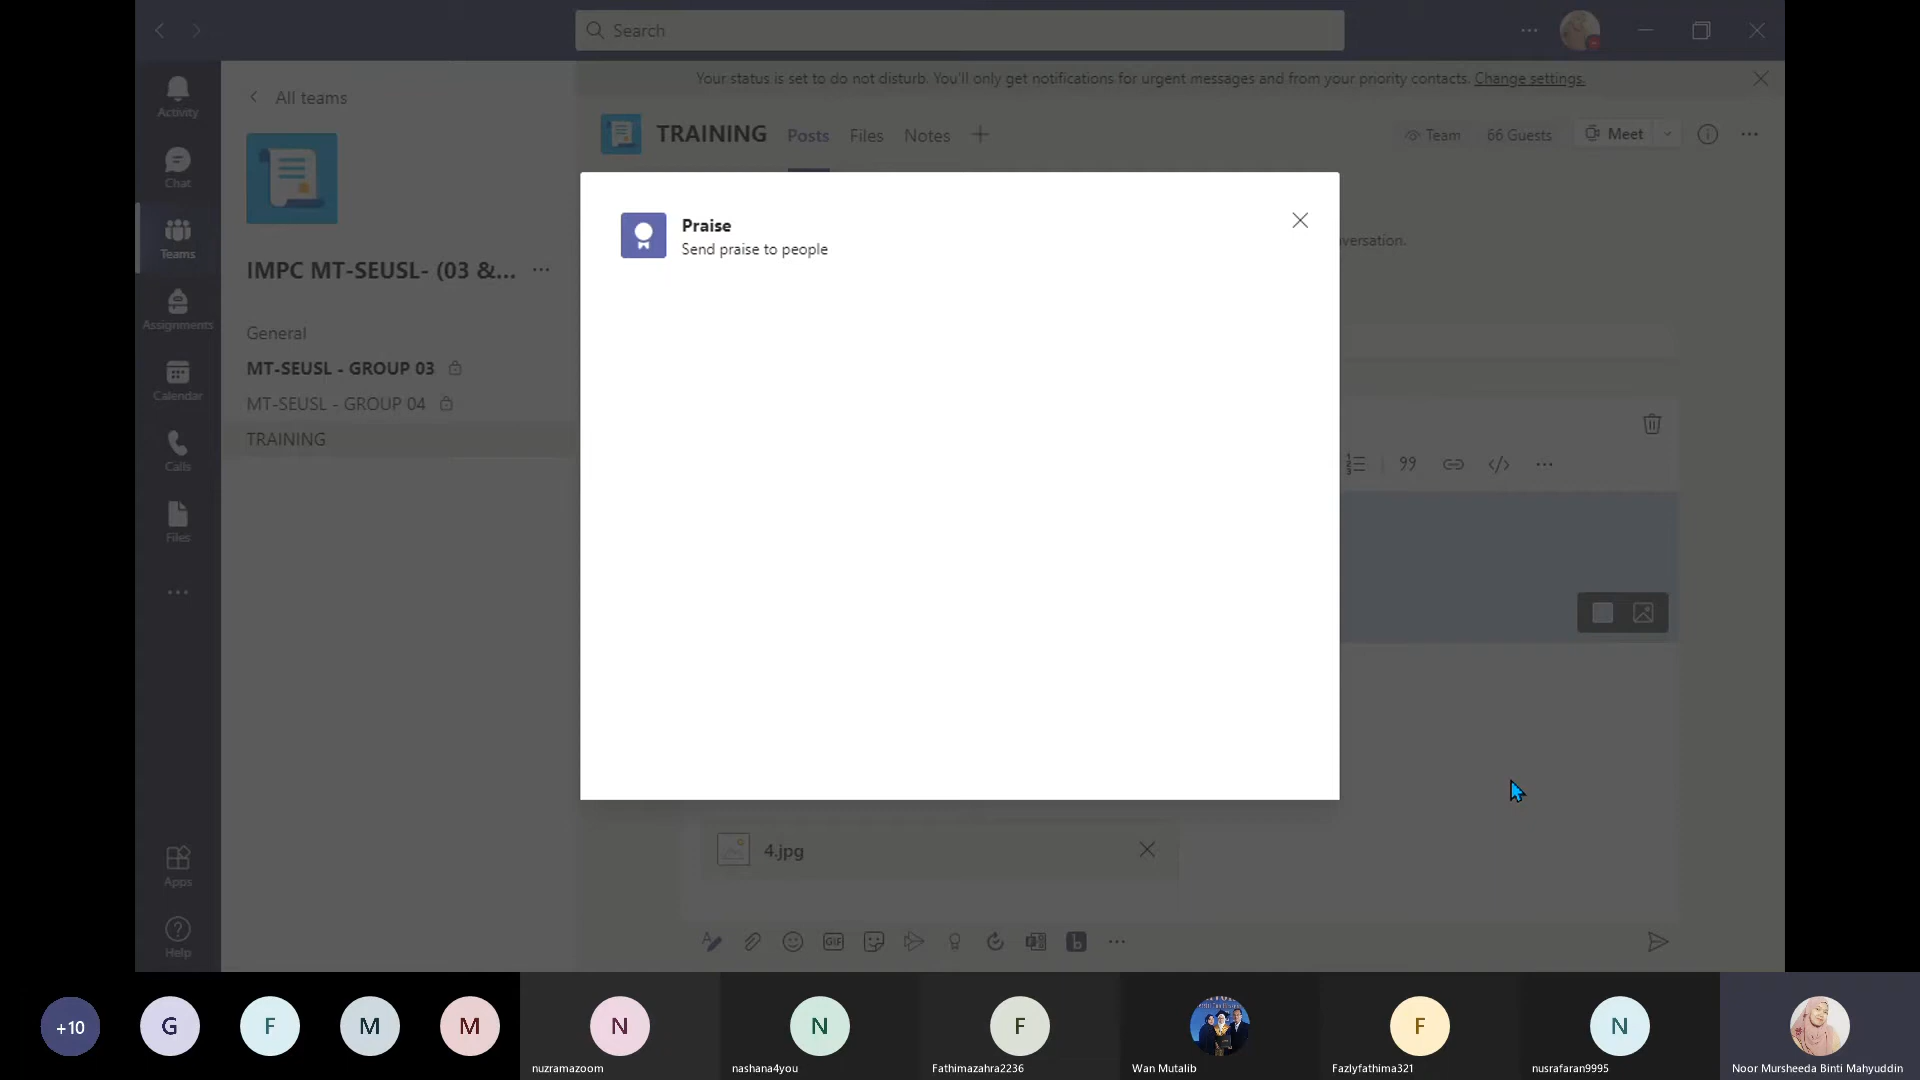 Search
Your status is set to do not disturb. You'll only get notifications for urgent messages and from your priority contacts. Change settings.
Activity
Chat
Teams
Assignments
Calendar
Calls
Files
Apps
Help
All teams
IMPC MT-SEUSL- (03 &...
General
MT-SEUSL - GROUP 03
MT-SEUSL - GROUP 04
TRAINING
TRAINING
Posts
Files
Notes
Team
66 Guests
Meet
Praise
Send praise to people
versation.
4.jpg
GIF
b
+10
G
F
M
M
N
nuzramazoom
N
nashana4you
F
Fathimazahra2236
Wan Mutalib
F
Fazlyfathima321
N
nusrafaran9995
Noor Mursheeda Binti Mahyuddin